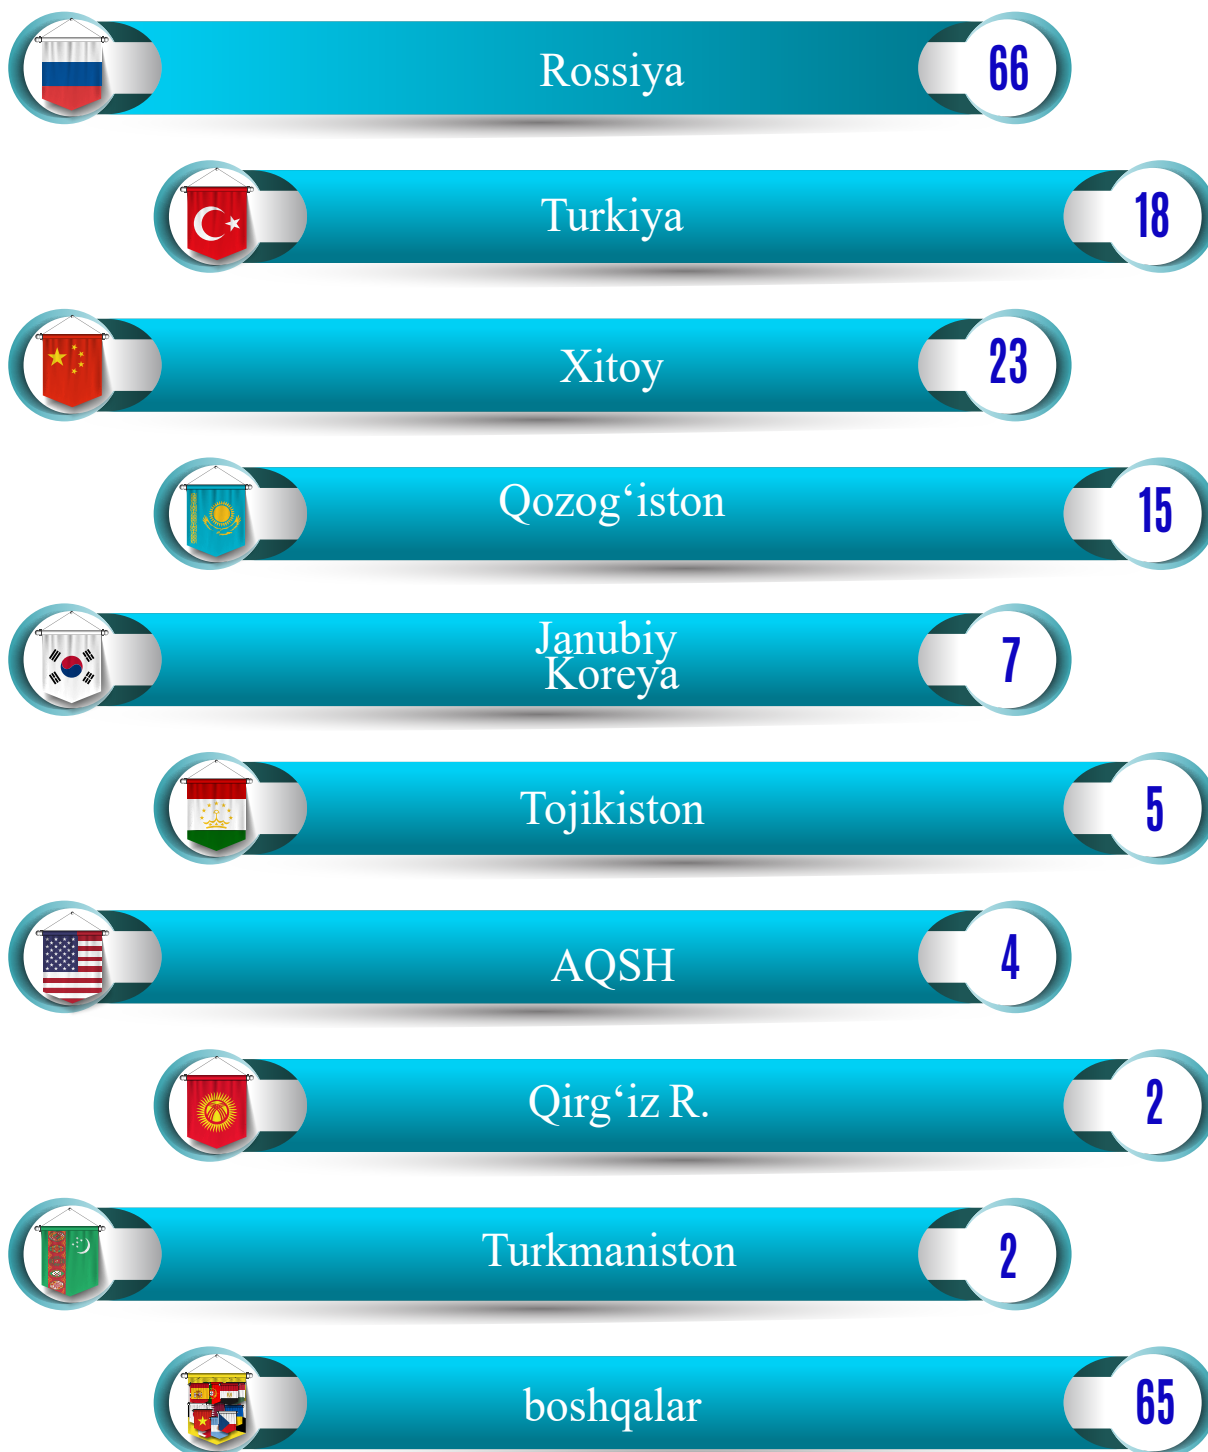 Rossiya 66
Turkiya 18
Xitoy 23
Qozog‘iston 15
Janubiy
Koreya 7
Tojikiston 5
AQSH 4
Qirg‘iz R. 2
Turkmaniston 2
boshqalar 65